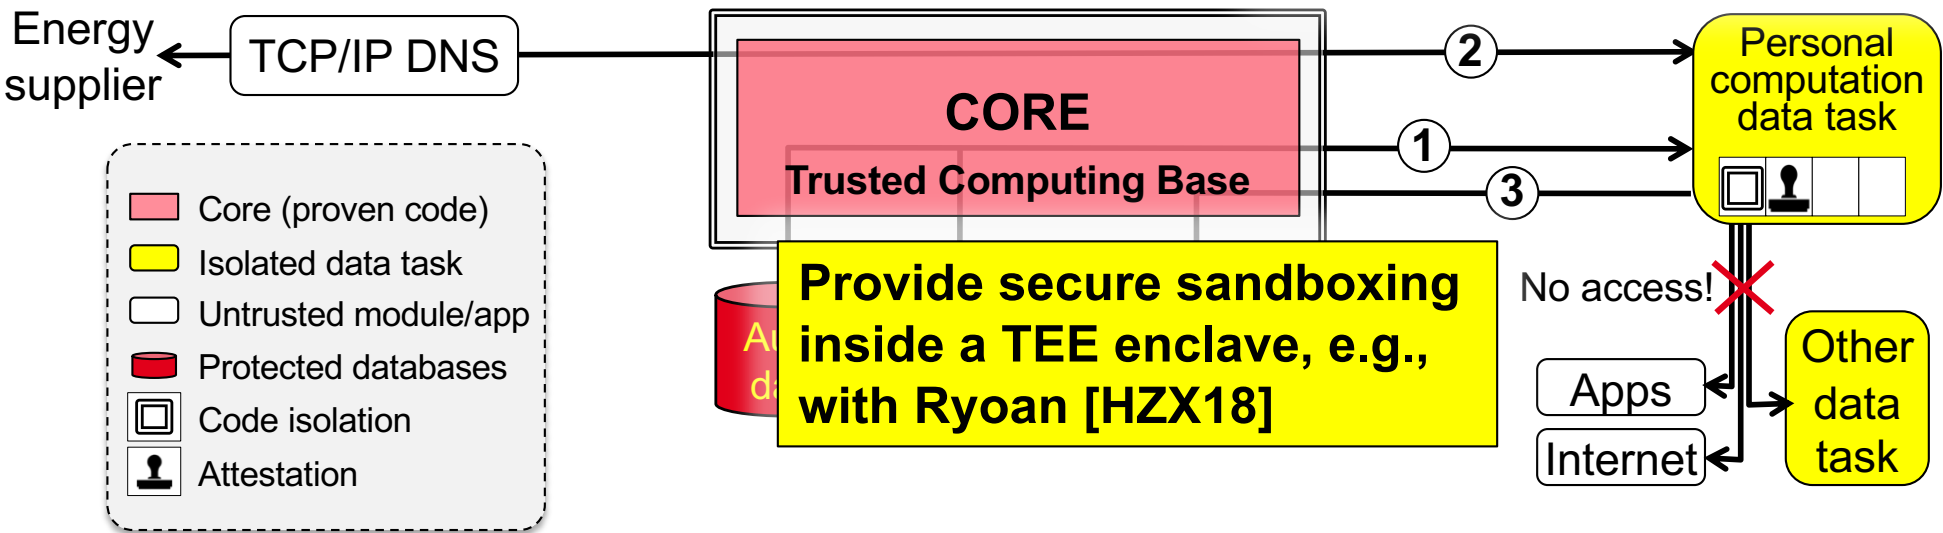 Energy
supplier
TCP/IP DNS
CORE
Trusted Computing Base
2
1
3
Personal
computation
data task
Core (proven code)
Isolated data task
Untrusted module/app
Protected databases
Code isolation
Attestation
Provide secure sandboxing
inside a TEE enclave, e.g.,
with Ryoan [HZX18]
No access!
Apps
Internet
Other
data
task